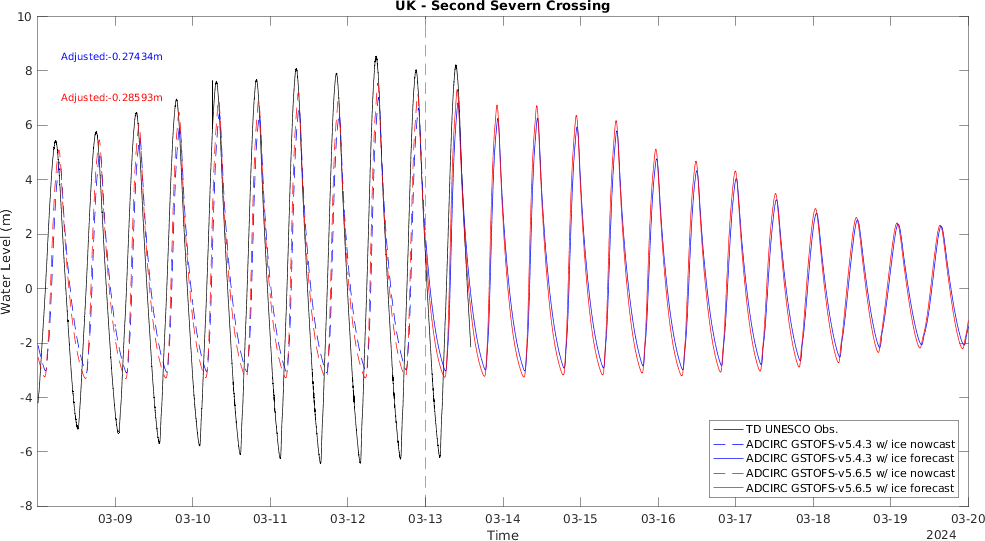 UK - Second Severn Crossing
10
8
6
4
2
0
-2
-4
-6
-8
Water Level (m)
Adjusted:-0.27434m
Adjusted:-0.28593m
TD UNESCO Obs.
ADCIRC GSTOFS-v5.4.3 w/ ice nowcast
ADCIRC GSTOFS-v5.4.3 w/ ice forecast
ADCIRC GSTOFS-v5.6.5 w/ ice nowcast
ADCIRC GSTOFS-v5.6.5 w/ ice forecast
03-09 03-10 03-11 03-12 03-13 03-14 03-15 03-16 03-17 03-18 03-19 03-20
Time
2024